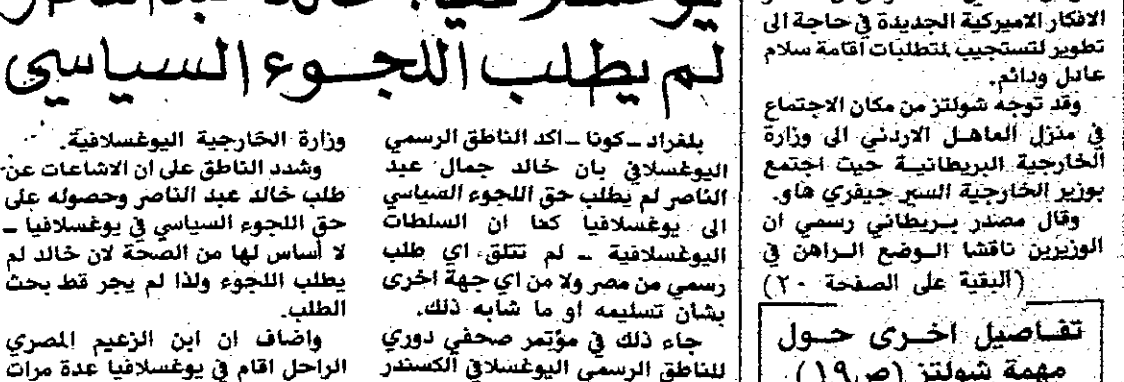 الافكار الاميركية الجديدة في حاجة الى
تطوير لتستجيب لمتطلبات اقامة سلام
عادل ودائم.
وقد توجه شولتز من مكان الاجتماع
في منزل العاهل الاردني الى وزارة
الخارجية البريطانية حيث اجتمع
بوزير الخارجية السير جيفري هاو.
وقال مصدر بريطاني رسمي ان
الوزيرين ناقشا الوضع الراهن في
(البقية على الصفحة ٢٠)
تفاصيل اخرى حول
مهمة شولتز (ص١٩)
يوغسلافيا: خالد عبد الناصر
لم يطلب اللجوء السياسي
بلغراد ـ كونا ـ اكد الناطق الرسمي
اليوغسلافي بان خالد جمال عبد
الناصر لم يطلب حق اللجوء السياسي
الى يوغسلافيا كما ان السلطات
اليوغسلافية ـ لم تتلق اي طلب
رسمي من مصر ولا من اي جهة اخرى
بشأن تسليمه او ما شابه ذلك.
جاء ذلك في مؤتمر صحفي دوري
للناطق الرسمي اليوغسلافي الكسندر
وزارة الخارجية اليوغسلافية.
وشدد الناطق على ان الاشاعات عن
طلب خالد عبد الناصر وحصوله على
حق اللجوء السياسي في يوغسلافيا ـ
لا أساس لها من الصحة لان خالد لم
يطلب اللجوء ولذا لم يجر قط بحث
الطلب.
واضاف ان ابن الزعيم المصري
الراحل اقام في يوغسلافيا عدة مرات